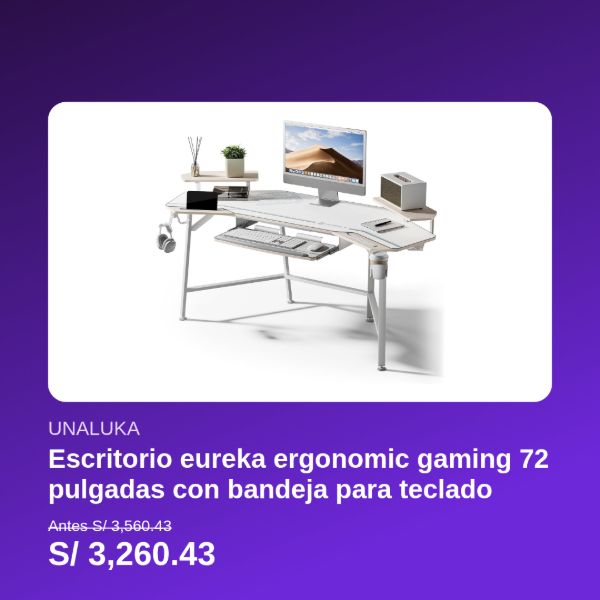 UNALUKA
Escritorio eureka ergonomic gaming 72
pulgadas con bandeja para teclado
Antes S/ 3,560.43
S/ 3,260.43